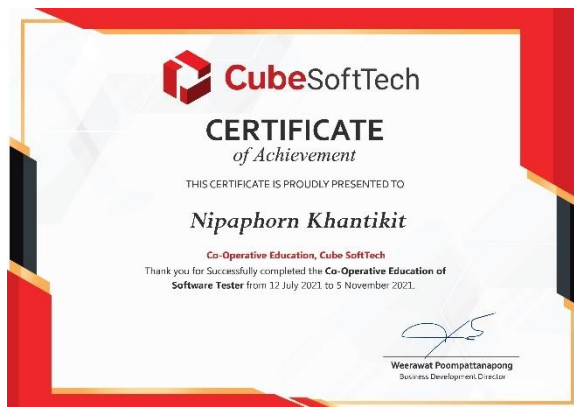 CubeSoftTech
CERTIFICATE
of Achievement
THIS CERTIFICATE IS PROUDLY PRESENTED TO
Nipaphorn Khantikit
Co-Operative Education, Cube SoftTech
Thank you for Successfully completed the Co-Operative Education of
Software Tester from 12 July 2021 to 5 November 2021.
Weerawat Poompattanapong
Business Development Director